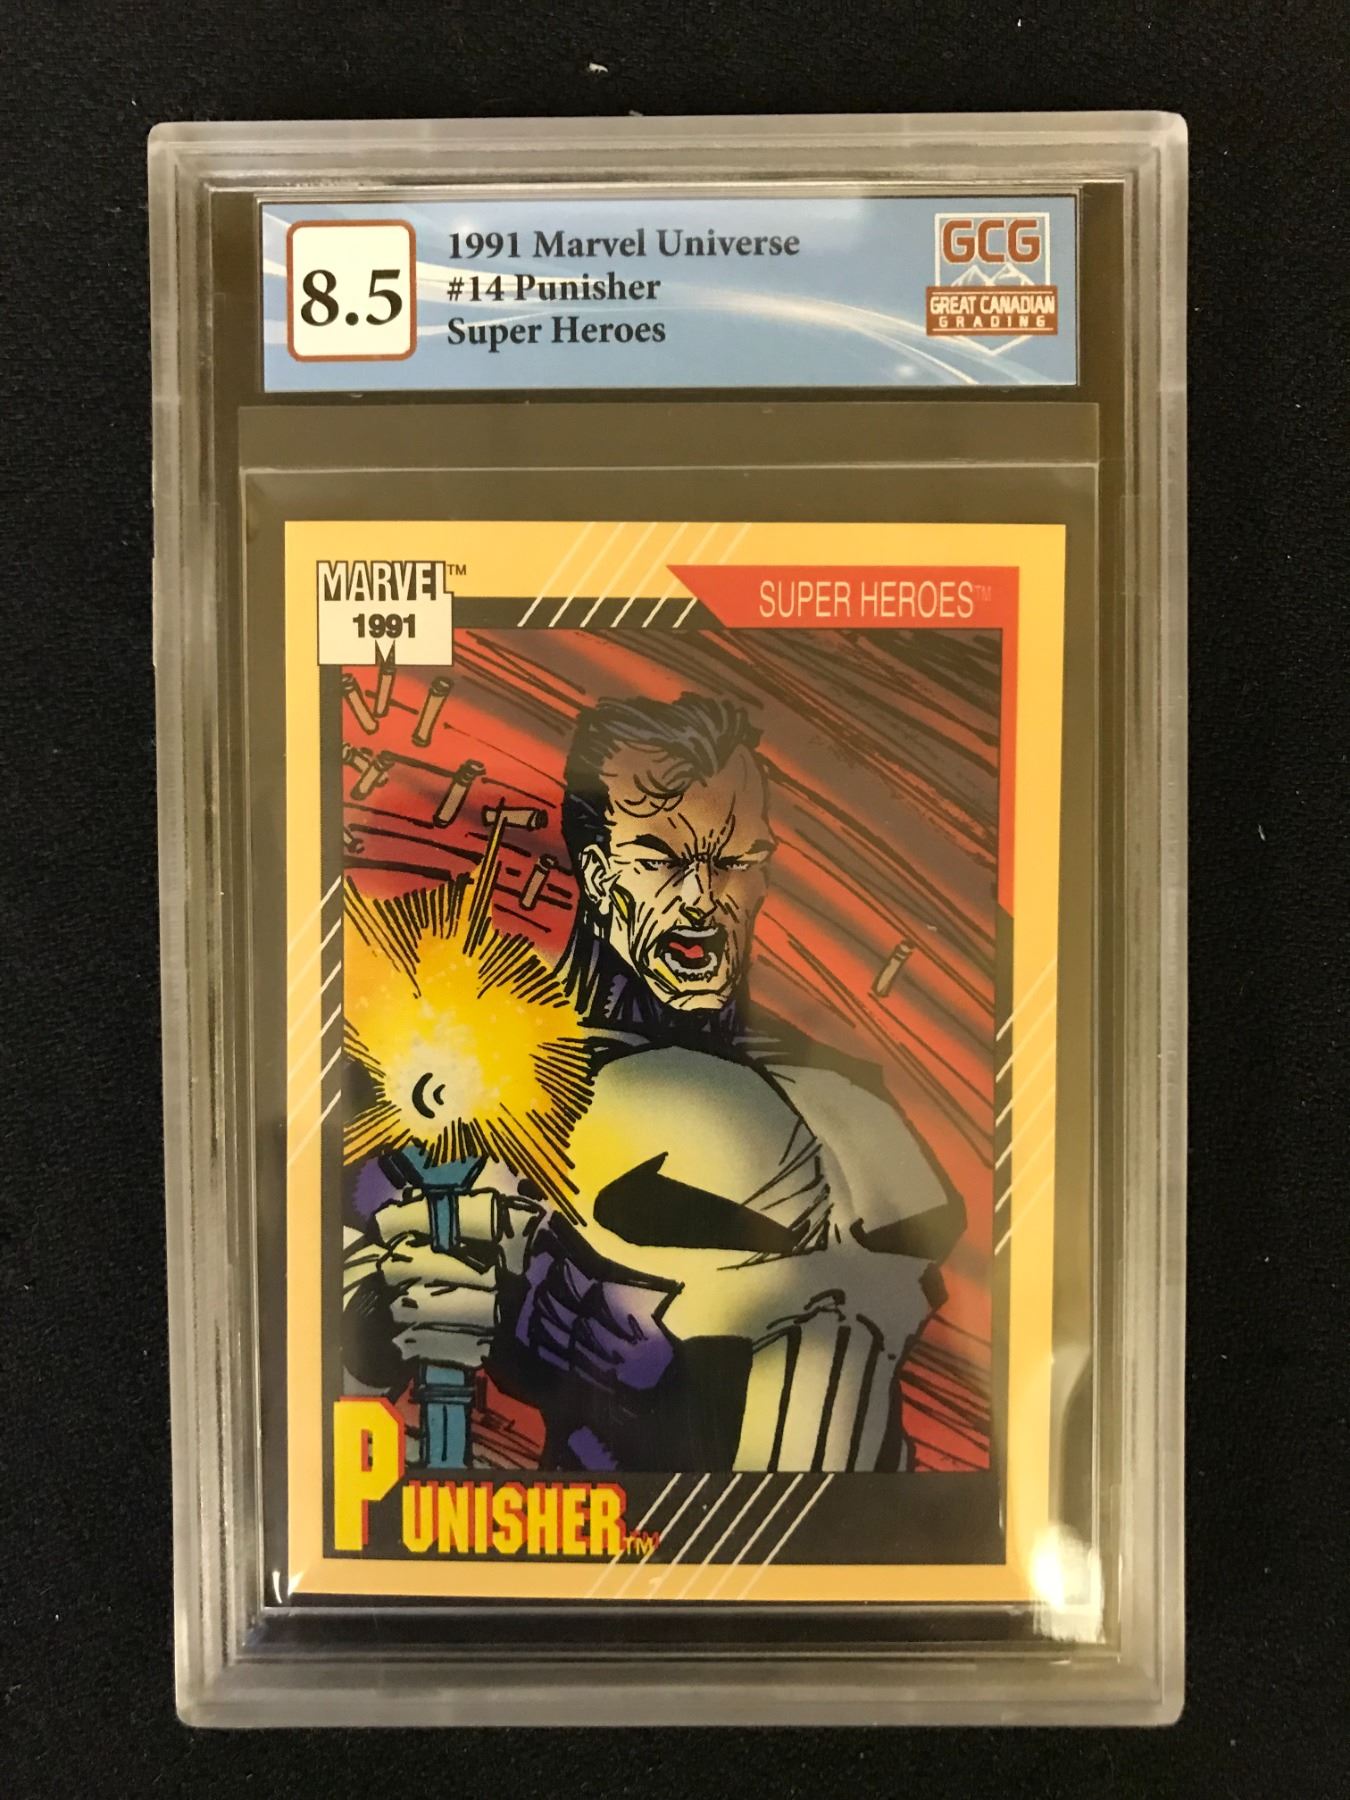 8.5
1991 Marvel Universe
#14 Punisher
Super Heroes
GCG
GREAT CANADIAN
GRADING
MARVEL™
1991
SUPER HEROES™
PUNISHER™